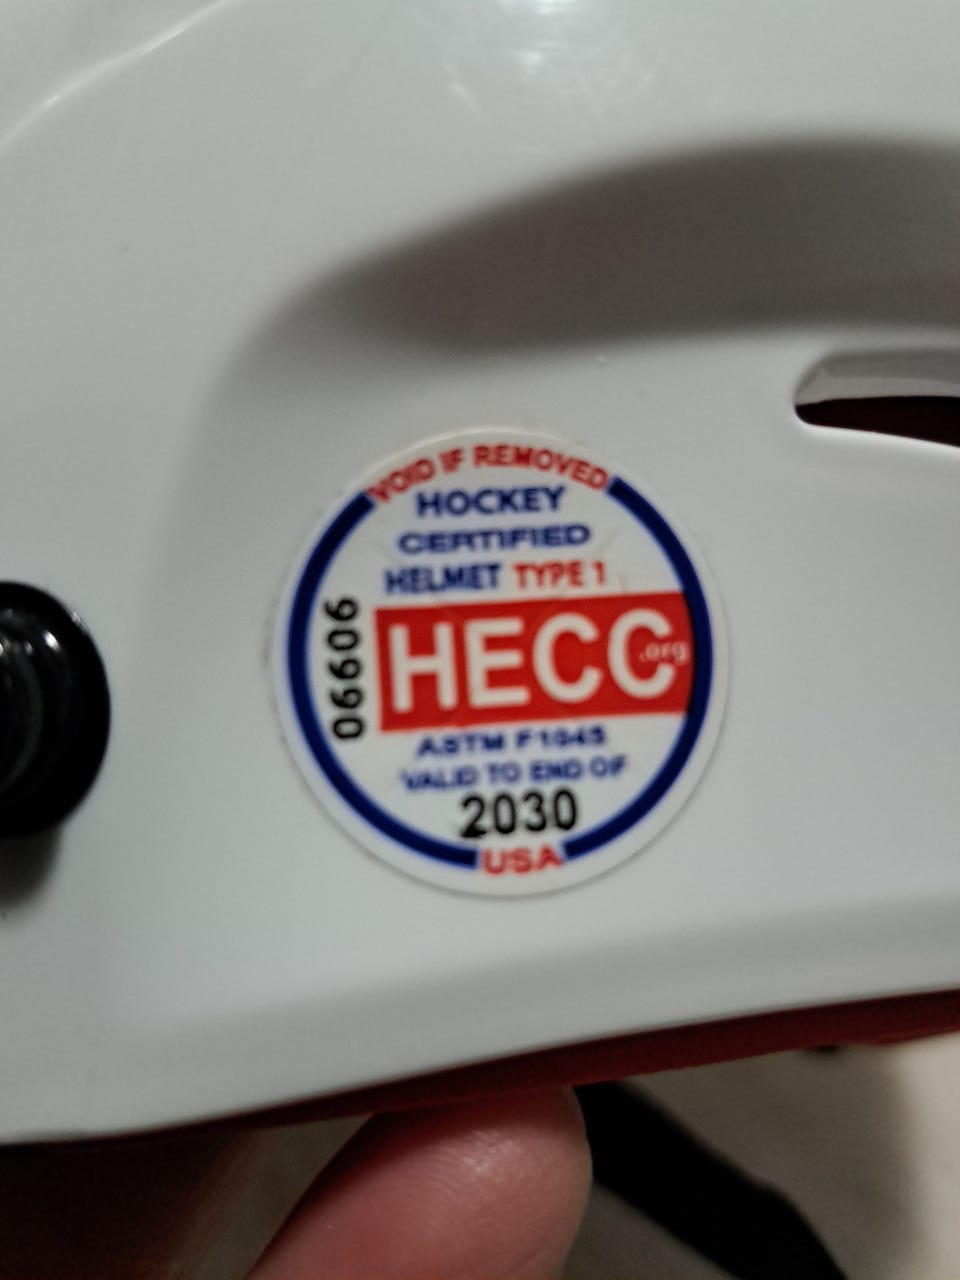 VOID IF REMOVED
HOCKEY
CERTIFIED
HELMET TYPE 1
06606
HECC.org
ASTM F1045
VALID TO END OF
2030
USA